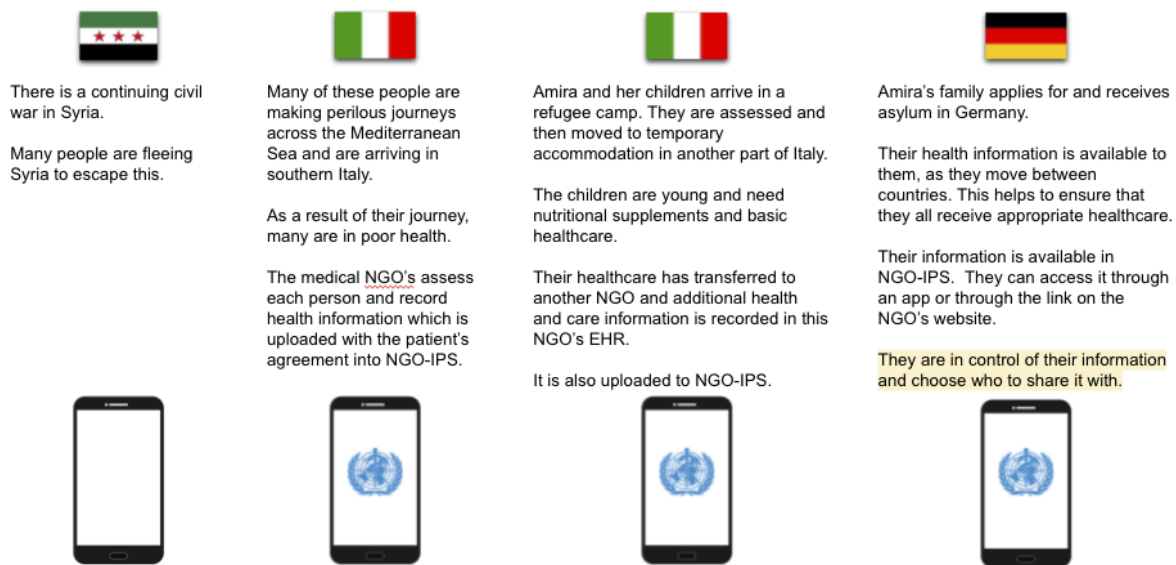 There is a continuing civil
war in Syria.
Many people are fleeing
Syria to escape this.
Many of these people are
making perilous journeys
across the Mediterranean
Sea and are arriving in
southern Italy.
As a result of their journey,
many are in poor health.
The medical NGO's assess
each person and record
health information which is
uploaded with the patient's
agreement into NGO-IPS.
Amira and her children arrive in a
refugee camp. They are assessed and
then moved to temporary
accommodation in another part of Italy.
The children are young and need
nutritional supplements and basic
healthcare.
Their healthcare has transferred to
another NGO and additional health
and care information is recorded in this
NGO's EHR.
It is also uploaded to NGO-IPS.
Amira's family applies for and receives
asylum in Germany.
Their health information is available to
them, as they move between
countries. This helps to ensure that
they all receive appropriate healthcare.
Their information is available in
NGO-IPS.  They can access it through
an app or through the link on the
NGO's website.
They are in control of their information
and choose who to share it with.